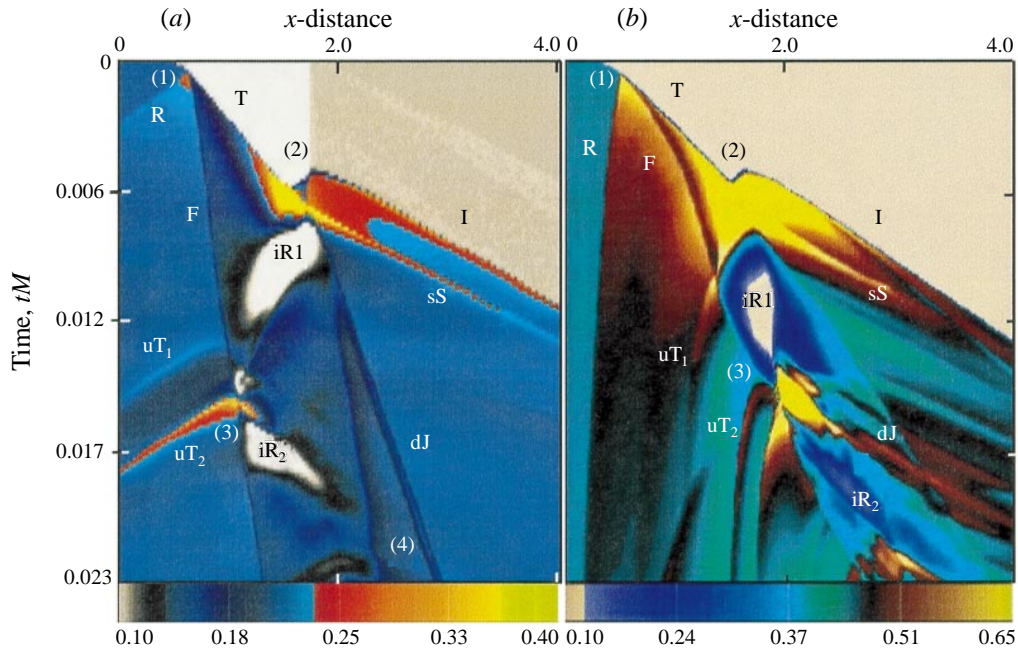 (a) x-distance (b) x-distance
0 2.0 4.0 0 2.0 4.0
0
(1) (1)
T T
R
(2) (2)
R
F
0.006
F I I
iR1
sS sS
iR1
0.012
Time, tM
uT1 uT1
(3)
(3) uT2
dJ dJ
uT2 iR2
0.017
iR2
(4)
0.023
0.10 0.18 0.25 0.33 0.40 0.10 0.24 0.37 0.51 0.65